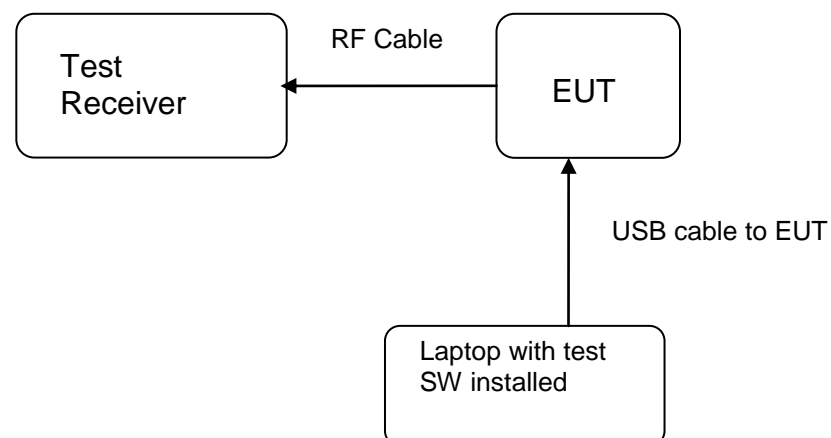 RF Cable
Test
Receiver
EUT
USB cable to EUT
Laptop with test
SW installed